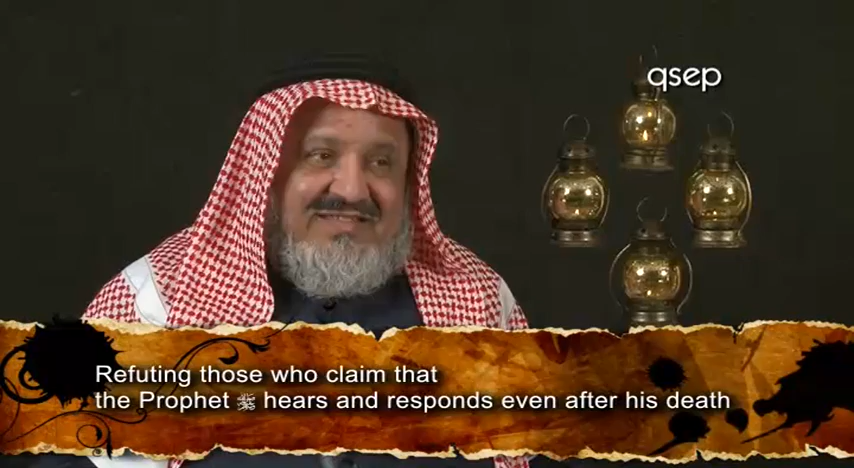 qsep
Refuting those who claim that
the Prophet ﷺ hears and responds even after his death